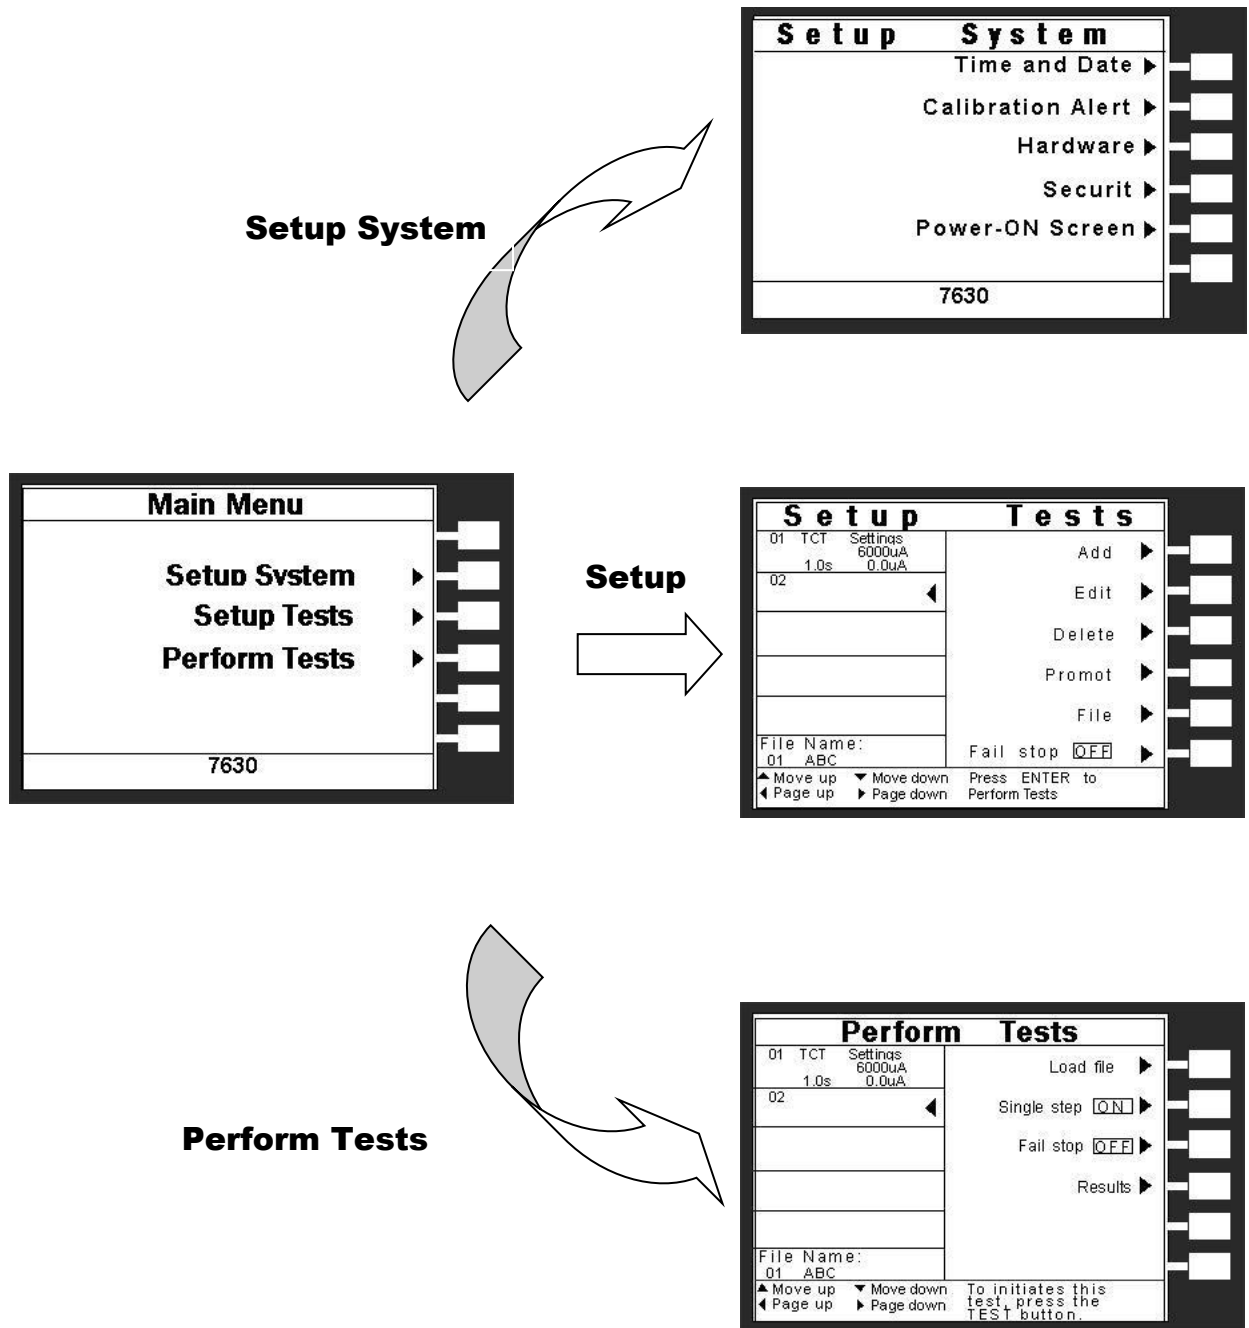 Setup System
Time and Date
Calibration Alert
Hardware
Securit
Power-ON Screen
7630
Setup System
Main Menu
Setup System
Setup Tests
Perform Tests
7630
Setup
Setup Tests
01 TCT Settings
6000uA
1.0s 0.0uA
02
Add
Edit
Delete
Promot
File
Fail stop OFF
File Name:
01 ABC
Move up Move down
Page up Page down
Press ENTER to
Perform Tests
Perform Tests
Perform Tests
01 TCT Settings
6000uA
1.0s 0.0uA
02
Load file
Single step ON
Fail stop OFF
Results
File Name:
01 ABC
Move up Move down
Page up Page down
To initiates this
test, press the
TEST button.